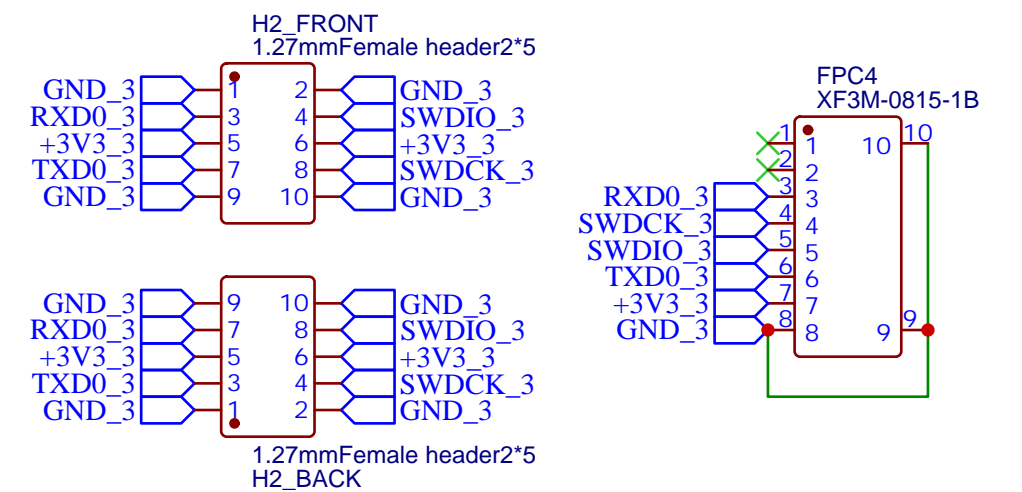 H2_FRONT
1.27mmFemale header2*5
GND_3 1 2 GND_3
RXD0_3 3 4 SWDIO_3
+3V3_3 5 6 +3V3_3
TXD0_3 7 8 SWDCK_3
GND_3 9 10 GND_3
GND_3 9 10 GND_3
RXD0_3 7 8 SWDIO_3
+3V3_3 5 6 +3V3_3
TXD0_3 3 4 SWDCK_3
GND_3 1 2 GND_3
1.27mmFemale header2*5
H2_BACK
FPC4
XF3M-0815-1B
1 1 10 10
2 2
RXD0_3 3 3
SWDCK_3 4 4
SWDIO_3 5 5
TXD0_3 6 6
+3V3_3 7 7
GND_3 8 8 9 9